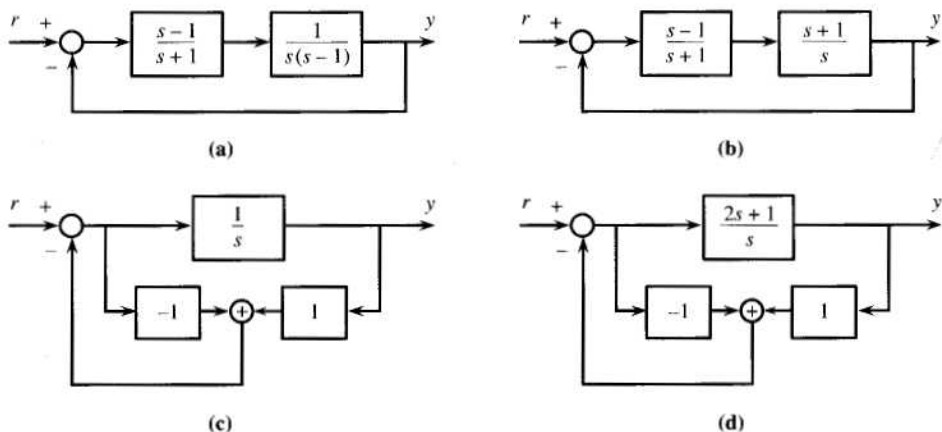 r + − s − 1 / s + 1 1 / s(s − 1) y
(a)
r + − s − 1 / s + 1 s + 1 / s y
(b)
r + − 1 / s y
−1 + 1
(c)
r + − 2s + 1 / s y
−1 + 1
(d)